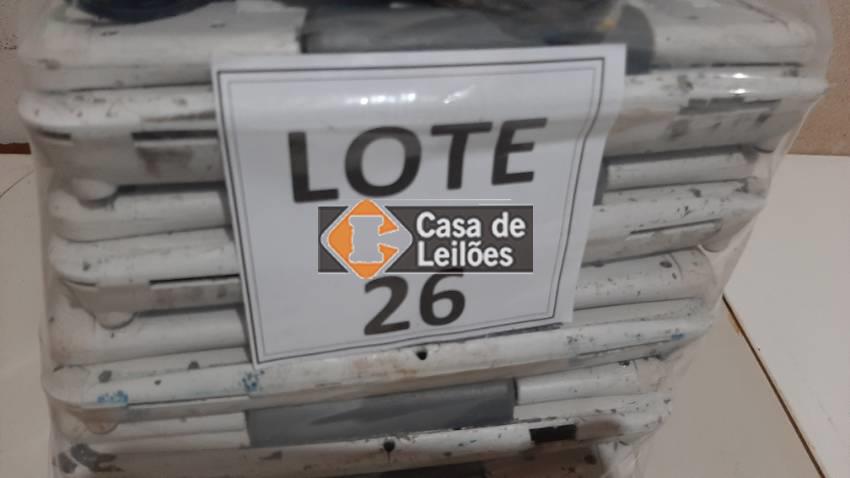 LOTE
Casa de
Leilões
26